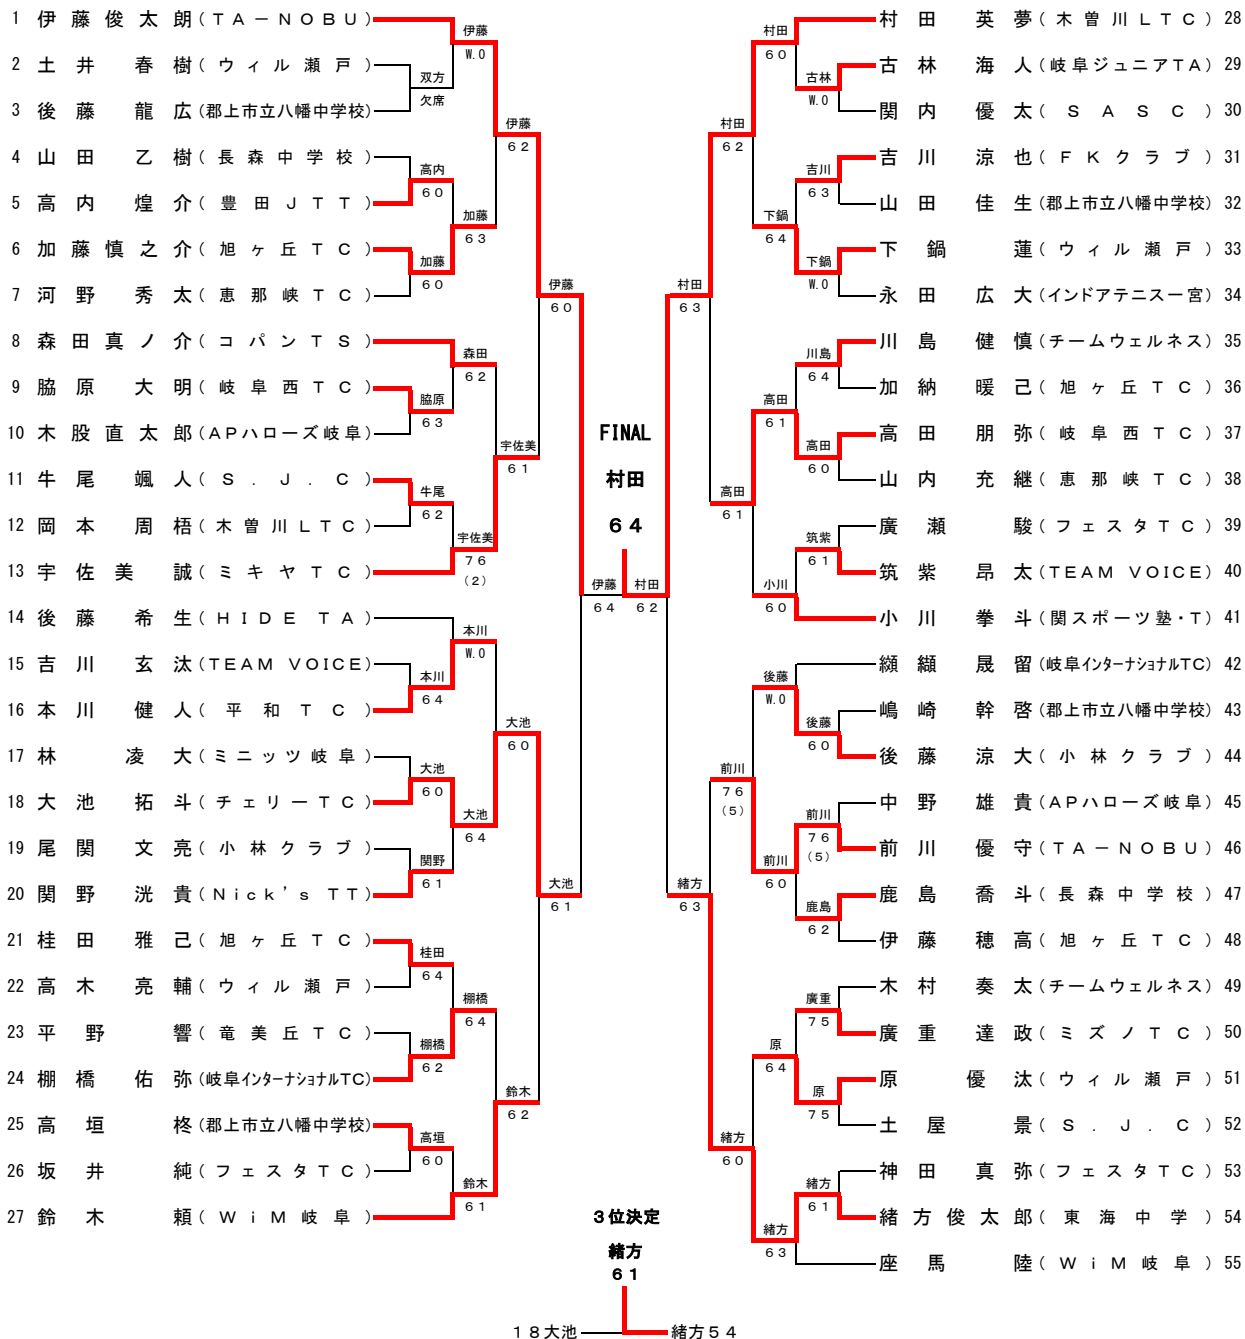 1 伊藤俊太朗 (TA－NOBU)
2 土井春樹 (ウィル瀬戸)
3 後藤龍広 (郡上市立八幡中学校)
4 山田乙樹 (長森中学校)
5 高内煌介 (豊田JTT)
6 加藤慎之介 (旭ヶ丘TC)
7 河野秀太 (恵那峡TC)
8 森田真ノ介 (コパンTS)
9 脇原大明 (岐阜西TC)
10 木股直太郎 (APハローズ岐阜)
11 牛尾颯人 (S.J.C)
12 岡本周梧 (木曽川LTC)
13 宇佐美誠 (ミキヤTC)
14 後藤希生 (HIDE TA)
15 吉川玄汰 (TEAM VOICE)
16 本川健人 (平和TC)
17 林凌大 (ミニッツ岐阜)
18 大池拓斗 (チェリーTC)
19 尾関文亮 (小林クラブ)
20 関野洸貴 (Nick's TT)
21 桂田雅己 (旭ヶ丘TC)
22 高木亮輔 (ウィル瀬戸)
23 平野響 (竜美丘TC)
24 棚橋佑弥 (岐阜インターナショナルTC)
25 高垣柊 (郡上市立八幡中学校)
26 坂井純 (フェスタTC)
27 鈴木頼 (WiM岐阜)
伊藤
W.0
双方
欠席
高内
60
加藤
60
加藤
63
伊藤
62
脇原
63
森田
62
牛尾
62
宇佐美
76
(2)
宇佐美
61
伊藤
60
本川
64
本川
W.0
大池
60
関野
61
大池
64
大池
60
桂田
64
棚橋
62
棚橋
64
高垣
60
鈴木
61
鈴木
62
大池
61
伊藤
64
FINAL
村田
64
村田
62
村田
63
緒方
63
村田
62
高田
61
前川
76
(5)
緒方
60
村田
60
古林
W.0
吉川
63
下鍋
64
下鍋
W.0
川島
64
高田
61
高田
60
筑紫
61
小川
60
後藤
W.0
後藤
60
前川
76
(5)
前川
60
鹿島
62
廣重
75
原
64
原
75
緒方
61
緒方
63
村田英夢 (木曽川LTC) 28
古林海人 (岐阜ジュニアTA) 29
関内優太 (SASC) 30
吉川涼也 (FKクラブ) 31
山田佳生 (郡上市立八幡中学校) 32
下鍋蓮 (ウィル瀬戸) 33
永田広大 (インドアテニス一宮) 34
川島健慎 (チームウェルネス) 35
加納暖己 (旭ヶ丘TC) 36
高田朋弥 (岐阜西TC) 37
山内充継 (恵那峡TC) 38
廣瀬駿 (フェスタTC) 39
筑紫昂太 (TEAM VOICE) 40
小川拳斗 (関スポーツ塾・T) 41
纐纈晟留 (岐阜インターナショナルTC) 42
嶋崎幹啓 (郡上市立八幡中学校) 43
後藤涼大 (小林クラブ) 44
中野雄貴 (APハローズ岐阜) 45
前川優守 (TA－NOBU) 46
鹿島喬斗 (長森中学校) 47
伊藤穂高 (旭ヶ丘TC) 48
木村奏太 (チームウェルネス) 49
廣重達政 (ミズノTC) 50
原優汰 (ウィル瀬戸) 51
土屋景 (S.J.C) 52
神田真弥 (フェスタTC) 53
緒方俊太郎 (東海中学) 54
座馬陸 (WiM岐阜) 55
3位決定
緒方
61
18大池
緒方54